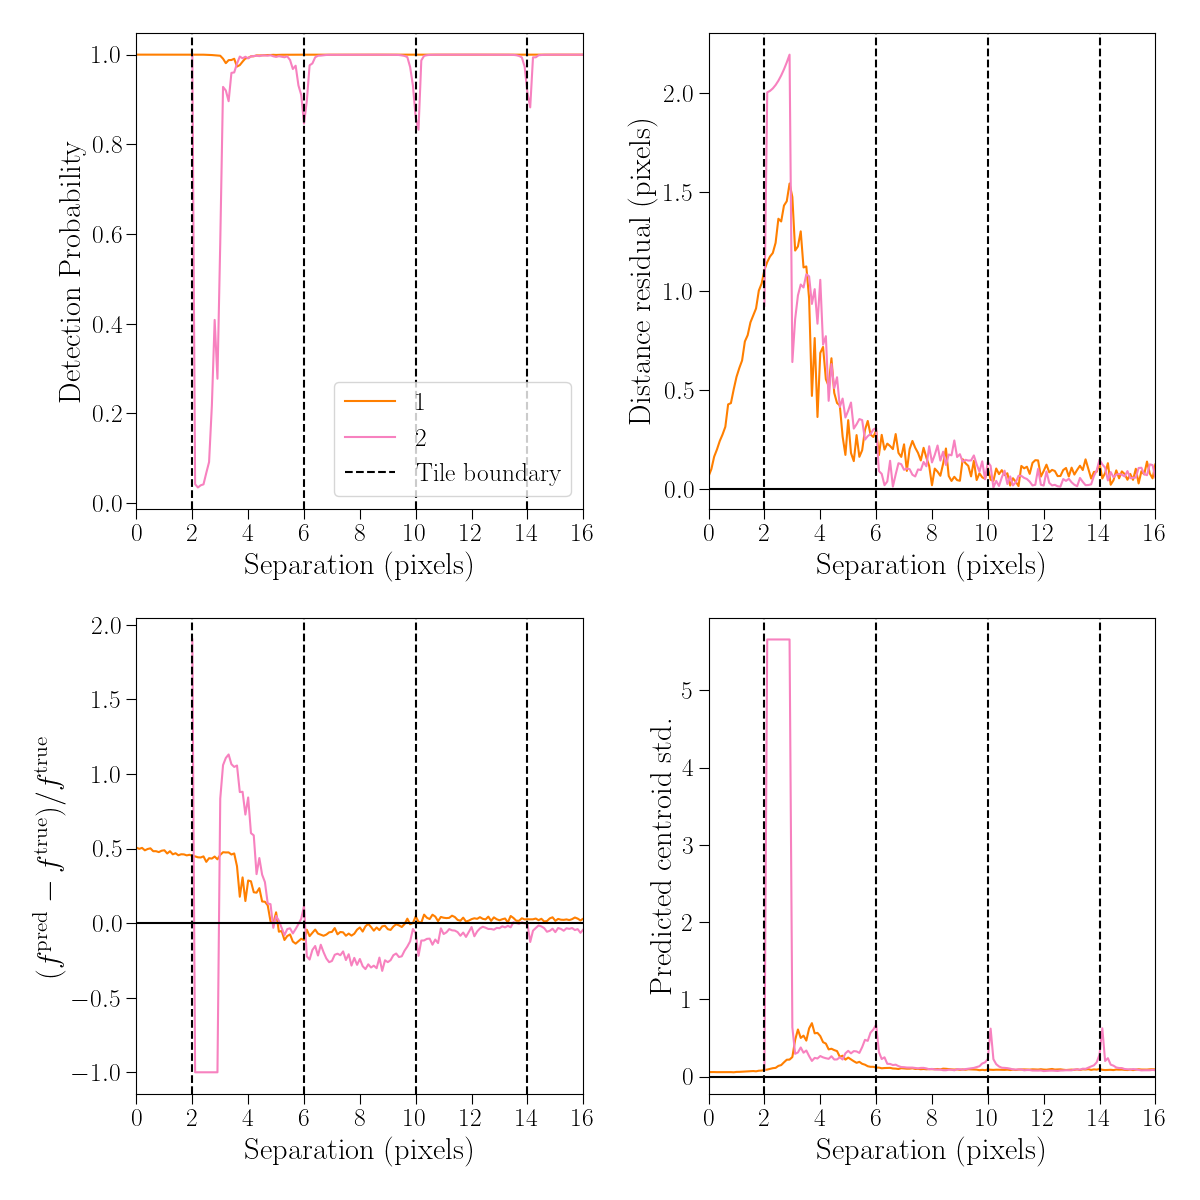 1.0
0.8
0.6
0.4
0.2
0.0
Detection Probability
1
2
Tile boundary
0 2 4 6 8 10 12 14 16
Separation (pixels)
2.0
1.5
1.0
0.5
0.0
Distance residual (pixels)
0 2 4 6 8 10 12 14 16
Separation (pixels)
2.0
1.5
1.0
0.5
0.0
−0.5
−1.0
(f^pred − f^true)/f^true
0 2 4 6 8 10 12 14 16
Separation (pixels)
5
4
3
2
1
0
Predicted centroid std.
0 2 4 6 8 10 12 14 16
Separation (pixels)